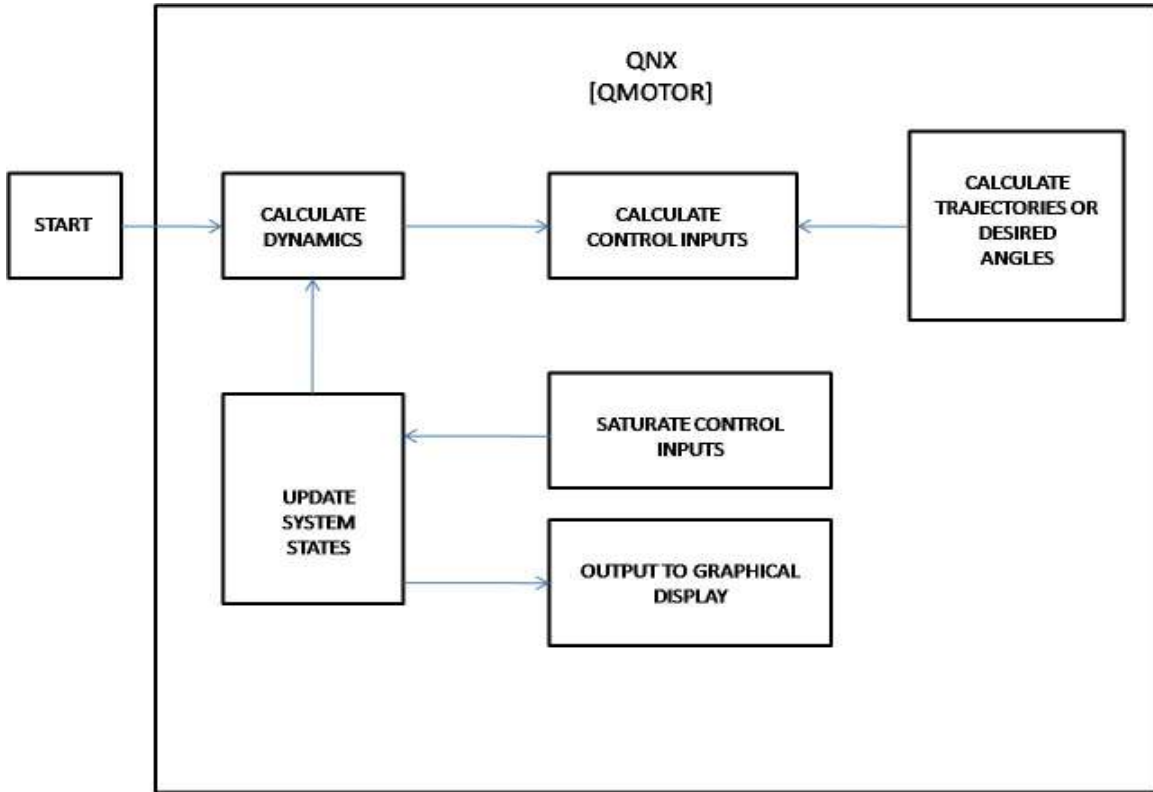 QNX
[QMOTOR]
START
CALCULATE
DYNAMICS
CALCULATE
CONTROL INPUTS
CALCULATE
TRAJECTORIES OR
DESIRED
ANGLES
SATURATE CONTROL
INPUTS
UPDATE
SYSTEM
STATES
OUTPUT TO GRAPHICAL
DISPLAY